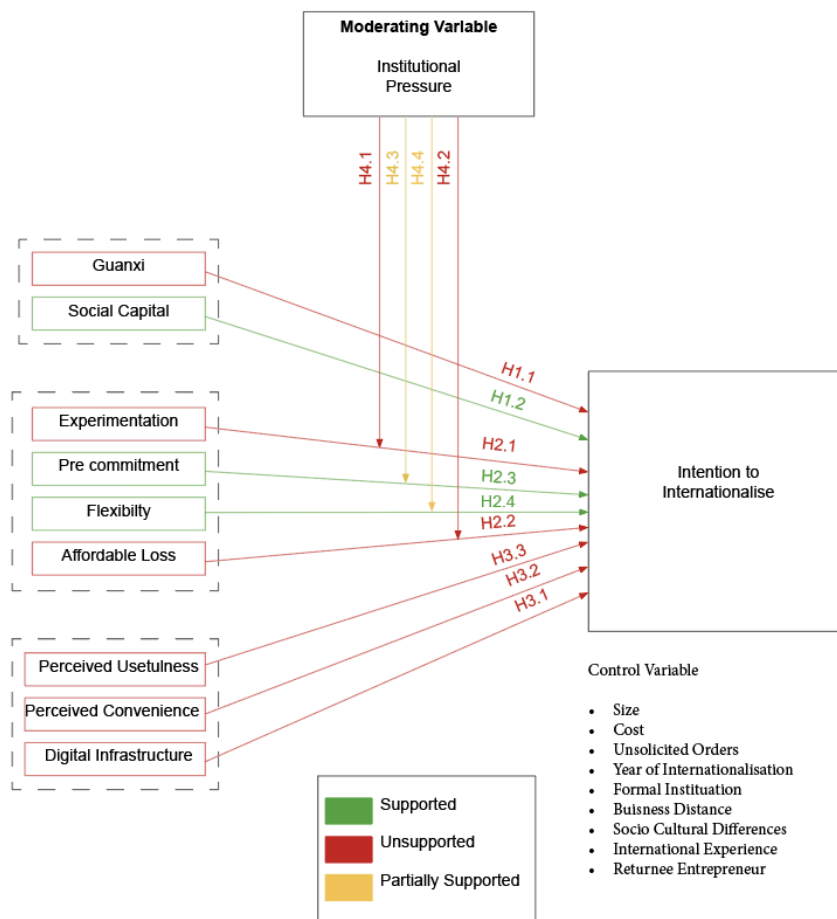 Moderating Variable
Institutional
Pressure
H4.1
H4.3
H4.4
H4.2
Guanxi
Social Capital
H1.1
H1.2
Experimentation
Pre commitment
Flexibilty
Affordable Loss
H2.1
H2.3
H2.4
H2.2
H3.3
H3.2
H3.1
Intention to
Internationalise
Perceived Usetulness
Perceived Convenience
Digital Infrastructure
Supported
Unsupported
Partially Supported
Control Variable
• Size
• Cost
• Unsolicited Orders
• Year of Internationalisation
• Formal Instituation
• Buisness Distance
• Socio Cultural Differences
• International Experience
• Returnee Entrepreneur